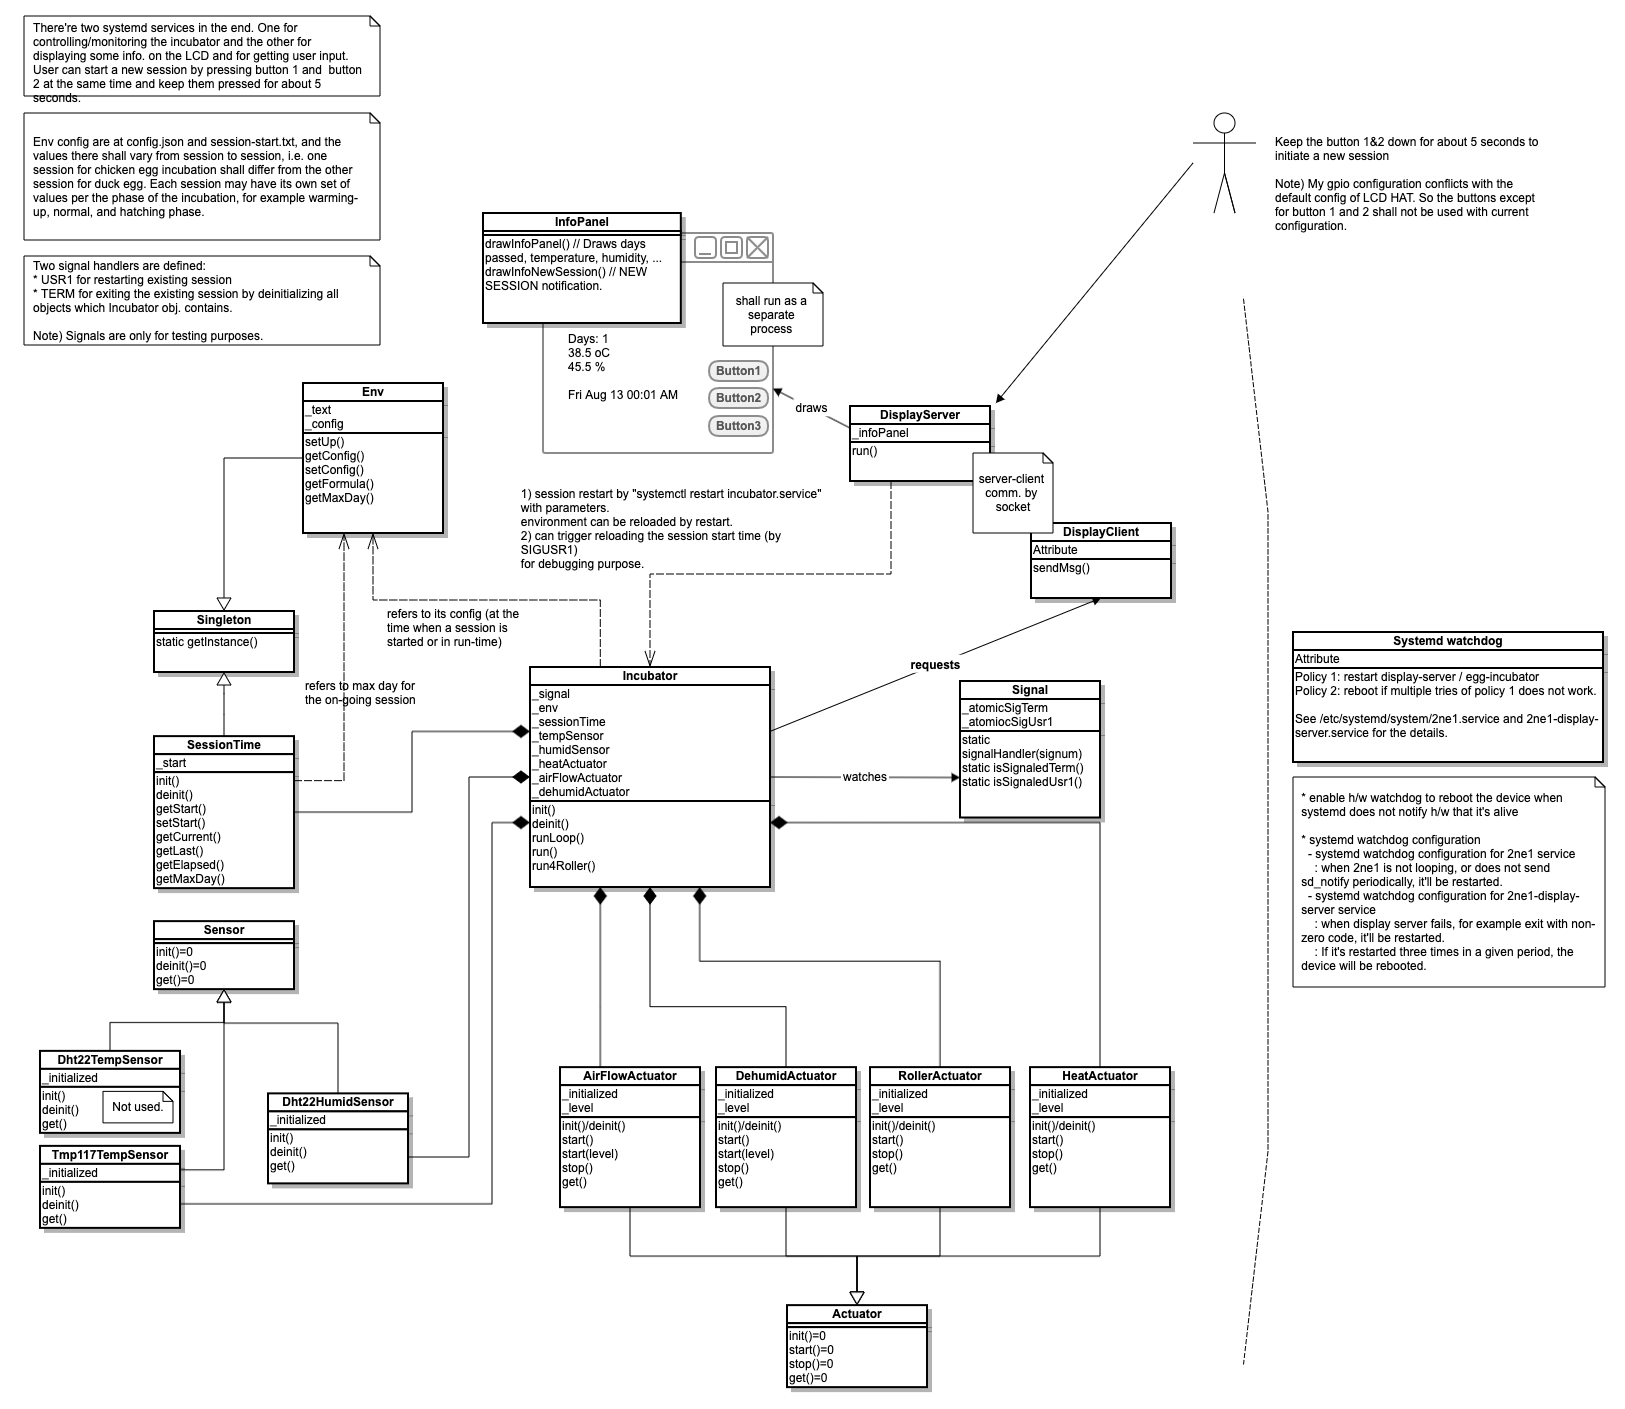 There're two systemd services in the end. One for
controlling/monitoring the incubator and the other for
displaying some info. on the LCD and for getting user input.
User can start a new session by pressing button 1 and  button
2 at the same time and keep them pressed for about 5
seconds.
Env config are at config.json and session-start.txt, and the
values there shall vary from session to session, i.e. one
session for chicken egg incubation shall differ from the other
session for duck egg. Each session may have its own set of
values per the phase of the incubation, for example warming-
up, normal, and hatching phase.
Two signal handlers are defined:
* USR1 for restarting existing session
* TERM for exiting the existing session by deinitializing all
objects which Incubator obj. contains.
Note) Signals are only for testing purposes.
Keep the button 1&2 down for about 5 seconds to
initiate a new session
Note) My gpio configuration conflicts with the
default config of LCD HAT. So the buttons except
for button 1 and 2 shall not be used with current
configuration.
InfoPanel
drawInfoPanel() // Draws days
passed, temperature, humidity, ...
drawInfoNewSession() // NEW
SESSION notification.
shall run as a
separate
process
Days: 1
38.5 oC
45.5 %
Fri Aug 13 00:01 AM
Button1
Button2
Button3
draws
DisplayServer
_infoPanel
run()
server-client
comm. by
socket
DisplayClient
Attribute
sendMsg()
Env
_text
_config
setUp()
getConfig()
setConfig()
getFormula()
getMaxDay()
1) session restart by "systemctl restart incubator.service"
with parameters.
environment can be reloaded by restart.
2) can trigger reloading the session start time (by
SIGUSR1)
for debugging purpose.
Singleton
static getInstance()
refers to its config (at the
time when a session is
started or in run-time)
refers to max day for
the on-going session
SessionTime
_start
init()
deinit()
getStart()
setStart()
getCurrent()
getLast()
getElapsed()
getMaxDay()
Incubator
_signal
_env
_sessionTime
_tempSensor
_humidSensor
_heatActuator
_airFlowActuator
_dehumidActuator
init()
deinit()
runLoop()
run()
run4Roller()
requests
watches
Signal
_atomicSigTerm
_atomiocSigUsr1
static
signalHandler(signum)
static isSignaledTerm()
static isSignaledUsr1()
Systemd watchdog
Attribute
Policy 1: restart display-server / egg-incubator
Policy 2: reboot if multiple tries of policy 1 does not work.
See /etc/systemd/system/2ne1.service and 2ne1-display-
server.service for the details.
* enable h/w watchdog to reboot the device when
systemd does not notify h/w that it's alive
* systemd watchdog configuration
- systemd watchdog configuration for 2ne1 service
: when 2ne1 is not looping, or does not send
sd_notify periodically, it'll be restarted.
- systemd watchdog configuration for 2ne1-display-
server service
: when display server fails, for example exit with non-
zero code, it'll be restarted.
: If it's restarted three times in a given period, the
device will be rebooted.
Sensor
init()=0
deinit()=0
get()=0
Dht22TempSensor
_initialized
init()
deinit()
get()
Not used.
Dht22HumidSensor
_initialized
init()
deinit()
get()
Tmp117TempSensor
_initialized
init()
deinit()
get()
AirFlowActuator
_initialized
_level
init()/deinit()
start()
start(level)
stop()
get()
DehumidActuator
_initialized
_level
init()/deinit()
start()
start(level)
stop()
get()
RollerActuator
_initialized
_level
init()/deinit()
start()
stop()
get()
HeatActuator
_initialized
_level
init()/deinit()
start()
stop()
get()
Actuator
init()=0
start()=0
stop()=0
get()=0